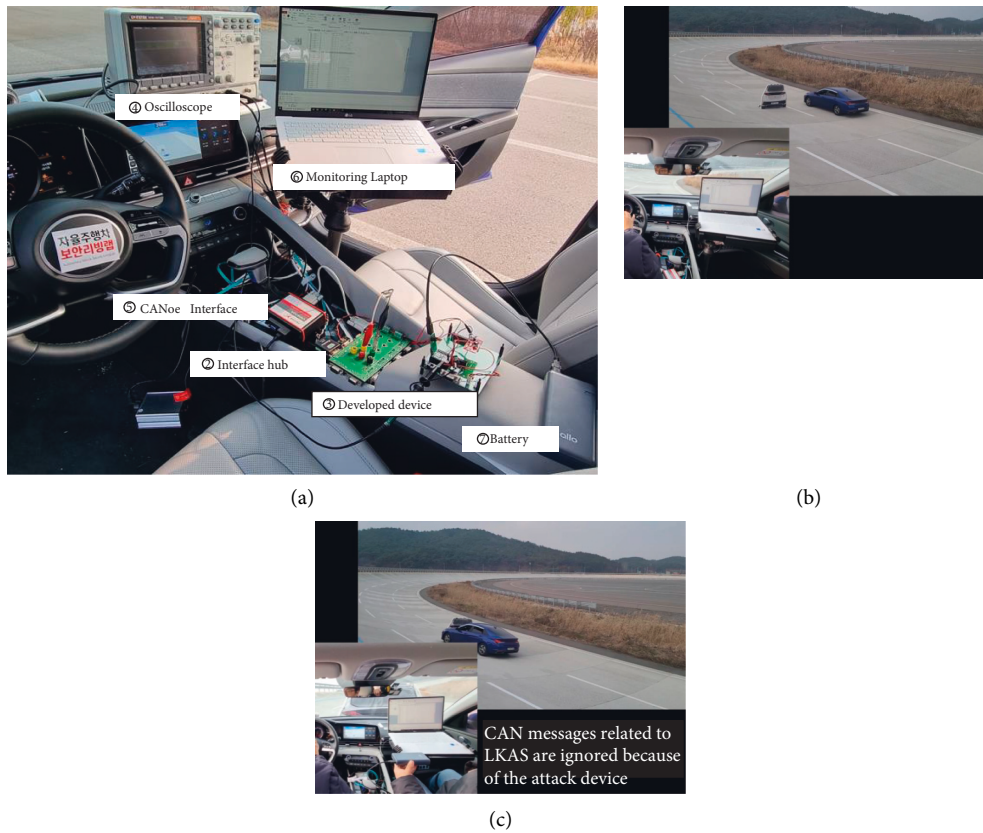 ④ Oscilloscope
⑥ Monitoring Laptop
자율주행차
보안리빙랩
⑤ CANoe Interface
② Interface hub
③ Developed device
⑦Battery
(a)
(b)
CAN messages related to
LKAS are ignored because
of the attack device
(c)